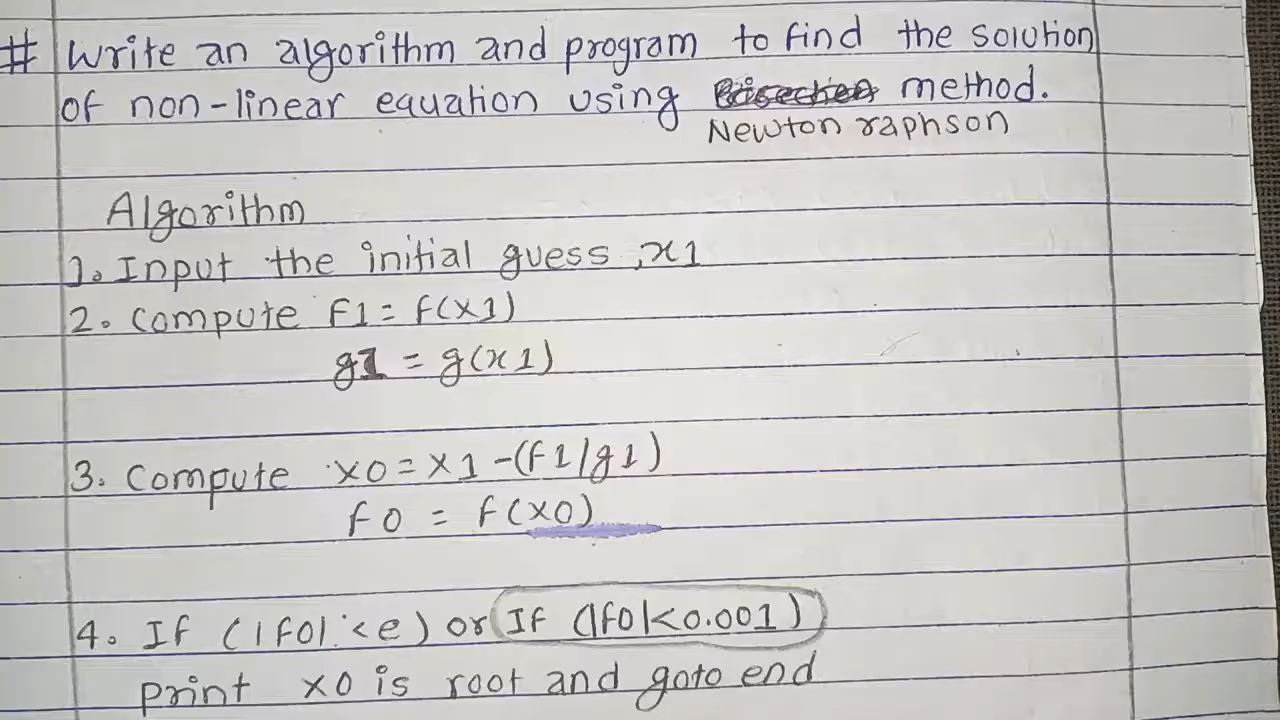 # Write an algorithm and program to find the solution
of non-linear equation using Bisection method.
Newton raphson
Algorithm
1. Input the initial guess, x1
2. compute f1 = f(x1)
g1 = g(x1)
3. compute x0 = x1 - (f1/g1)
f0 = f(x0)
4. If (|f0| < e) or If (|f0|<0.001)
print x0 is root and goto end